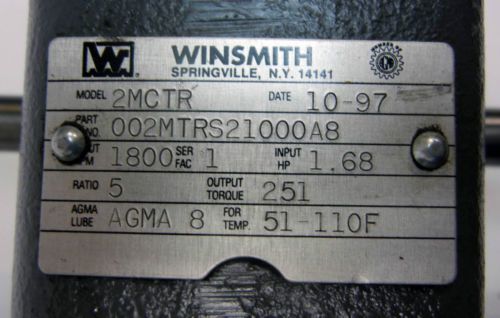 W WINSMITH
SPRINGVILLE, N.Y. 14141
MODEL 2MCTR DATE 10-97
PART NO. 002MTRS21000A8
UT M 1800 SER FAC 1 INPUT HP 1.68
RATIO 5 OUTPUT TORQUE 251
AGMA LUBE AGMA 8 FOR TEMP. 51-110F